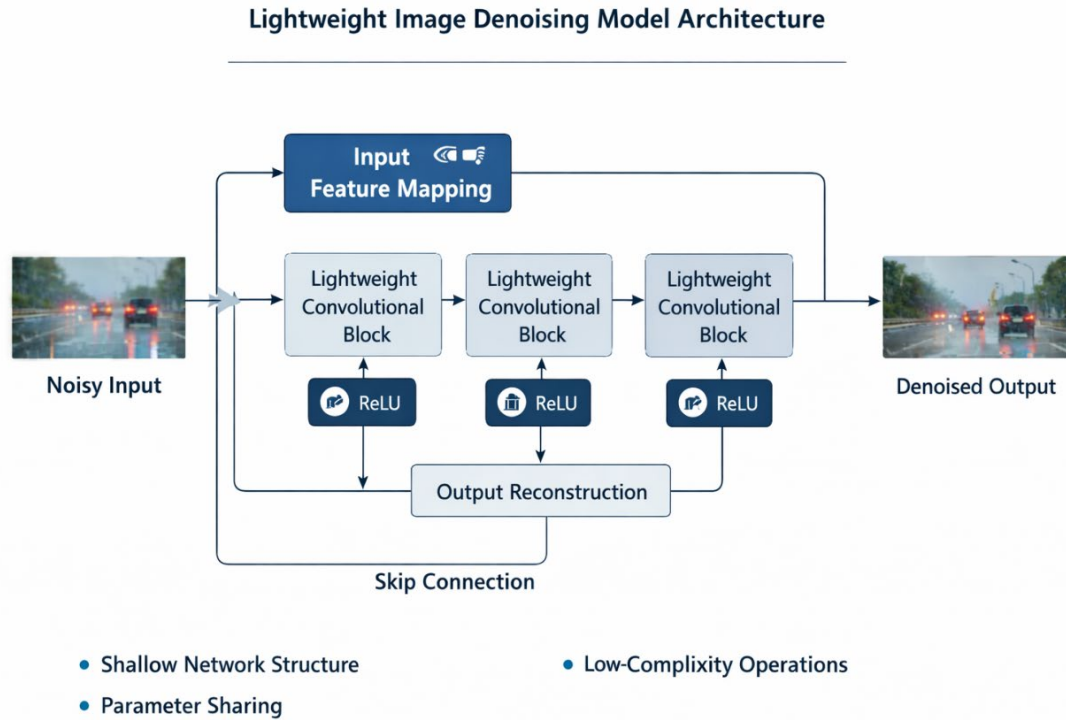 Lightweight Image Denoising Model Architecture
Input
Feature Mapping
Lightweight
Convolutional
Block
Lightweight
Convolutional
Block
Lightweight
Convolutional
Block
Noisy Input
ReLU
ReLU
ReLU
Denoised Output
Output Reconstruction
Skip Connection
Shallow Network Structure
Low-Complixity Operations
Parameter Sharing